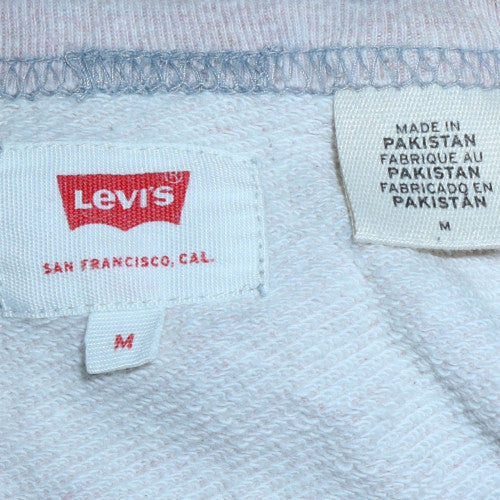 Levi's®
SAN FRANCISCO, CAL.
M
MADE IN
PAKISTAN
FABRIQUE AU
PAKISTAN
FABRICADO EN
PAKISTÁN
M